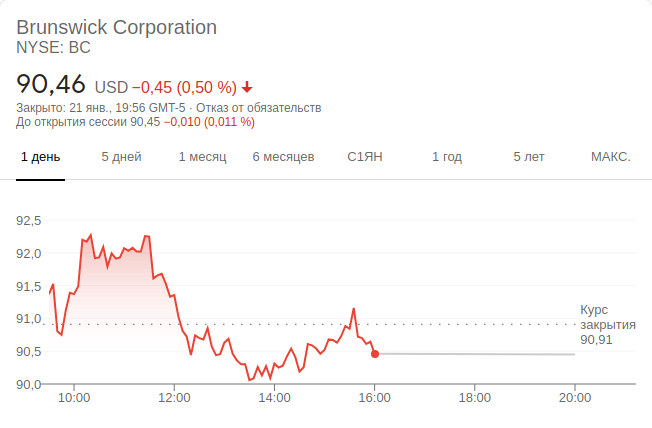 Brunswick Corporation
NYSE: BC
90,46 USD −0,45 (0,50 %)
Закрыто: 21 янв., 19:56 GMT-5 · Отказ от обязательств
До открытия сессии 90,45 −0,010 (0,011 %)
1 день 5 дней 1 месяц 6 месяцев С1ЯН 1 год 5 лет МАКС.
92,5
92,0
91,5
91,0
90,5
90,0
Курс
закрытия
90,91
10:00 12:00 14:00 16:00 18:00 20:00